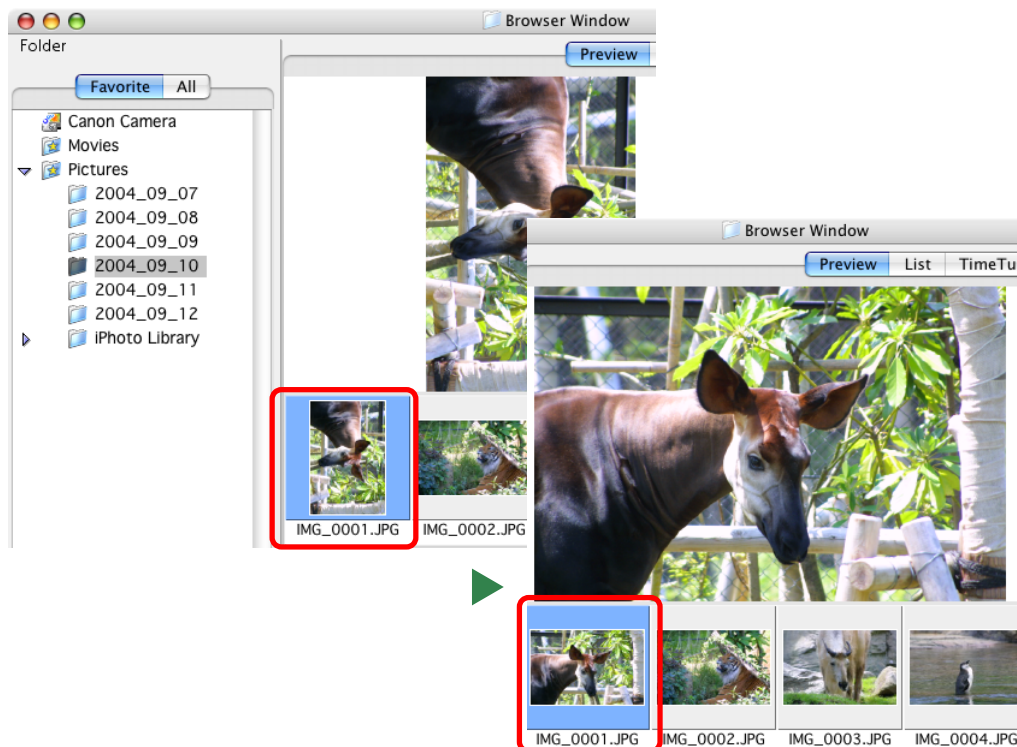 Browser Window
Folder
Preview
Favorite All
Canon Camera
Movies
Pictures
2004_09_07
2004_09_08
2004_09_09
2004_09_10
2004_09_11
2004_09_12
iPhoto Library
IMG_0001.JPG IMG_0002.JPG
Browser Window
Preview List TimeTu
IMG_0001.JPG IMG_0002.JPG IMG_0003.JPG IMG_0004.JPG